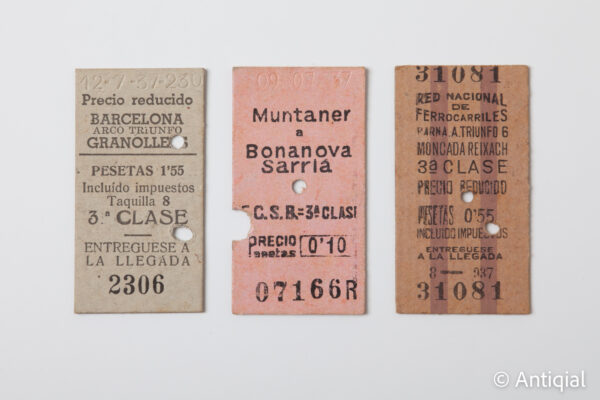 12-7-37-230
Precio reducido
BARCELONA
ARCO TRIUNFO
GRANOLLERS
PESETAS 1'55
Incluído impuestos
Taquilla 8
3.ª CLASE
ENTREGUESE A
LA LLEGADA
2306
09.07.37
Muntaner
a
Bonanova
Sarriá
F.C.S.B.=3ª CLASE
PRECIO
pesetas 0'10
07166R
31081
RED NACIONAL
DE
FERROCARRILES
BARNA.A.TRIUNFO 6
MONCADA REIXACH
3ª CLASE
PRECIO REDUCIDO
PESETAS 0'55
INCLUIDO IMPUESTOS
ENTREGUESE
A LA LLEGADA
8 — 937
31081
© Antiqial